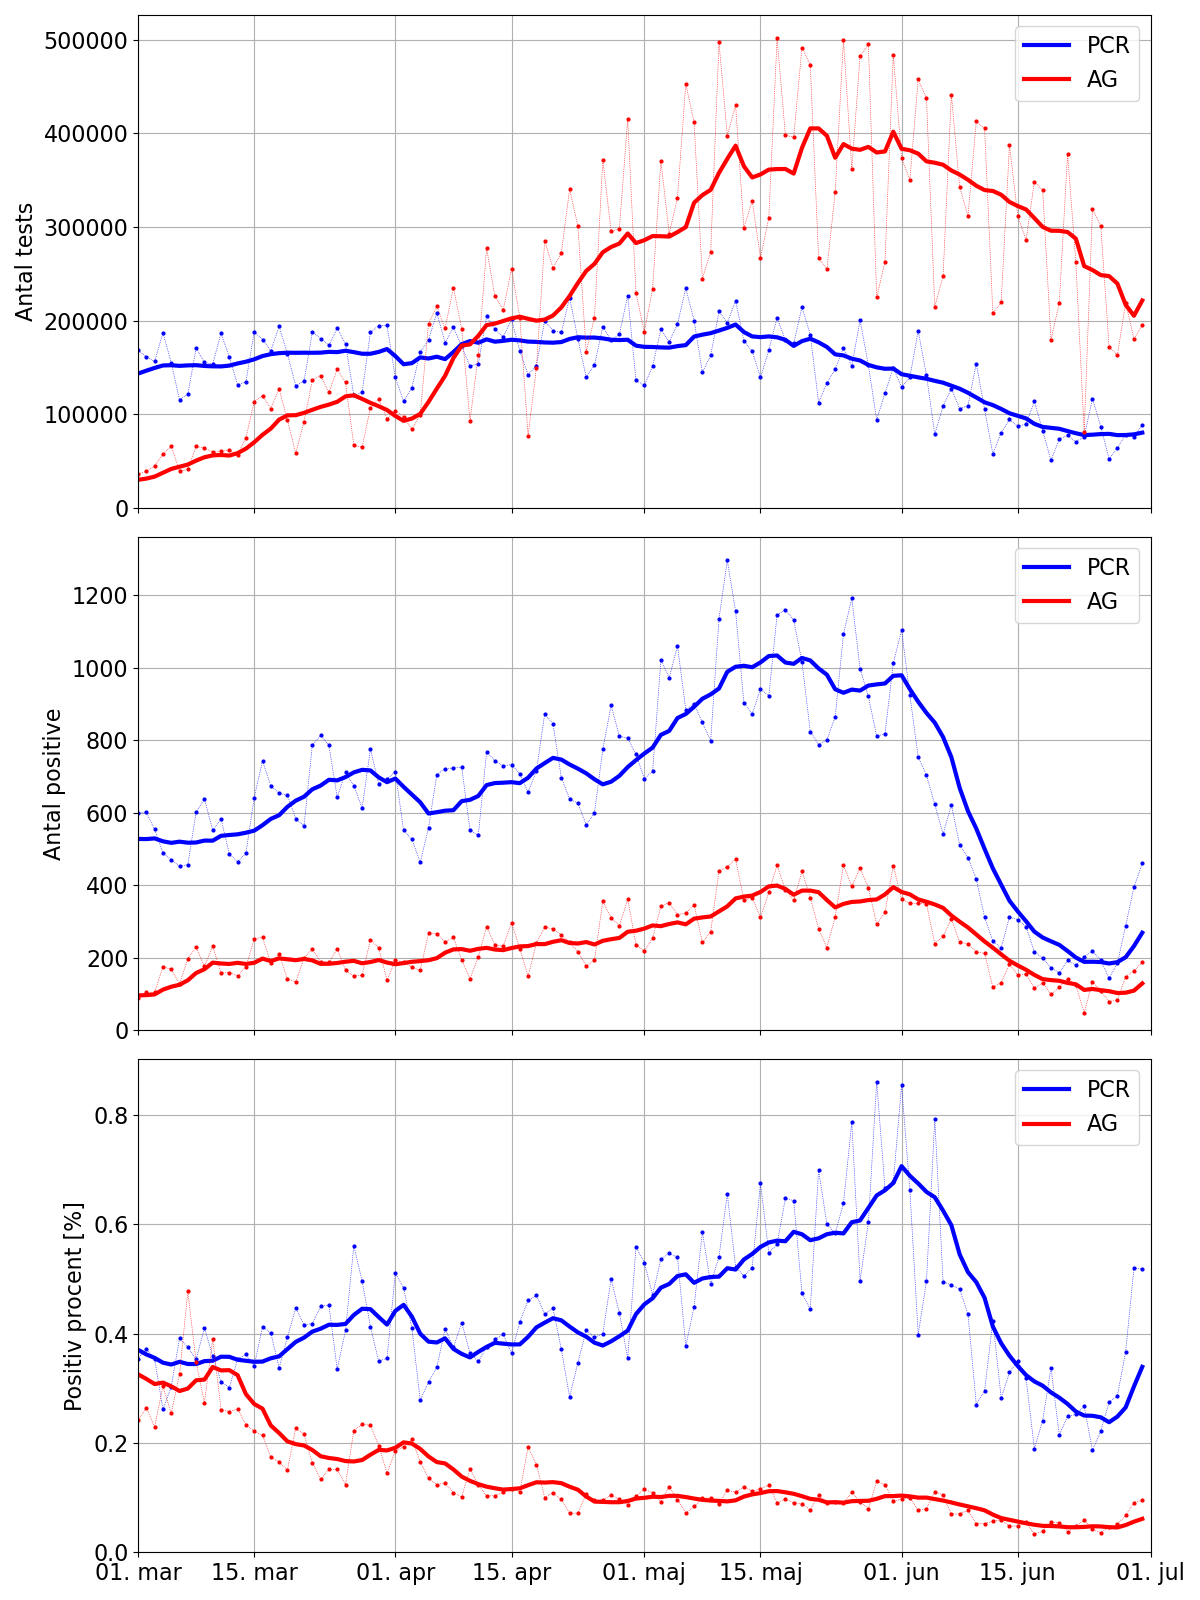 500000
400000
300000
200000
100000
0
Antal tests
PCR
AG
1200
1000
800
600
400
200
0
Antal positive
PCR
AG
0.8
0.6
0.4
0.2
0.0
Positiv procent [%]
PCR
AG
01. mar 15. mar 01. apr 15. apr 01. maj 15. maj 01. jun 15. jun 01. jul